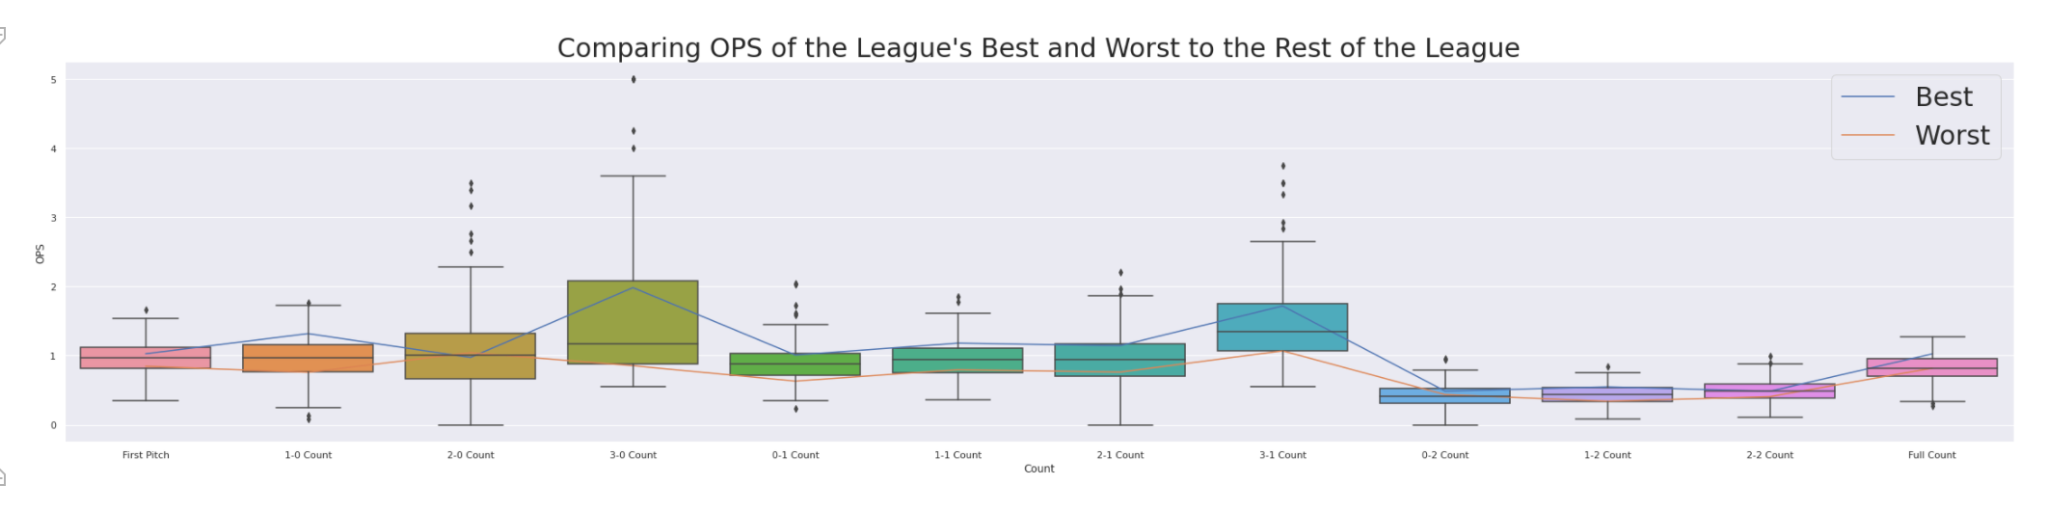 Comparing OPS of the League's Best and Worst to the Rest of the League
Best
Worst
5
4
3
2
1
0
OPS
First Pitch
1-0 Count
2-0 Count
3-0 Count
0-1 Count
1-1 Count
2-1 Count
3-1 Count
0-2 Count
1-2 Count
2-2 Count
Full Count
Count